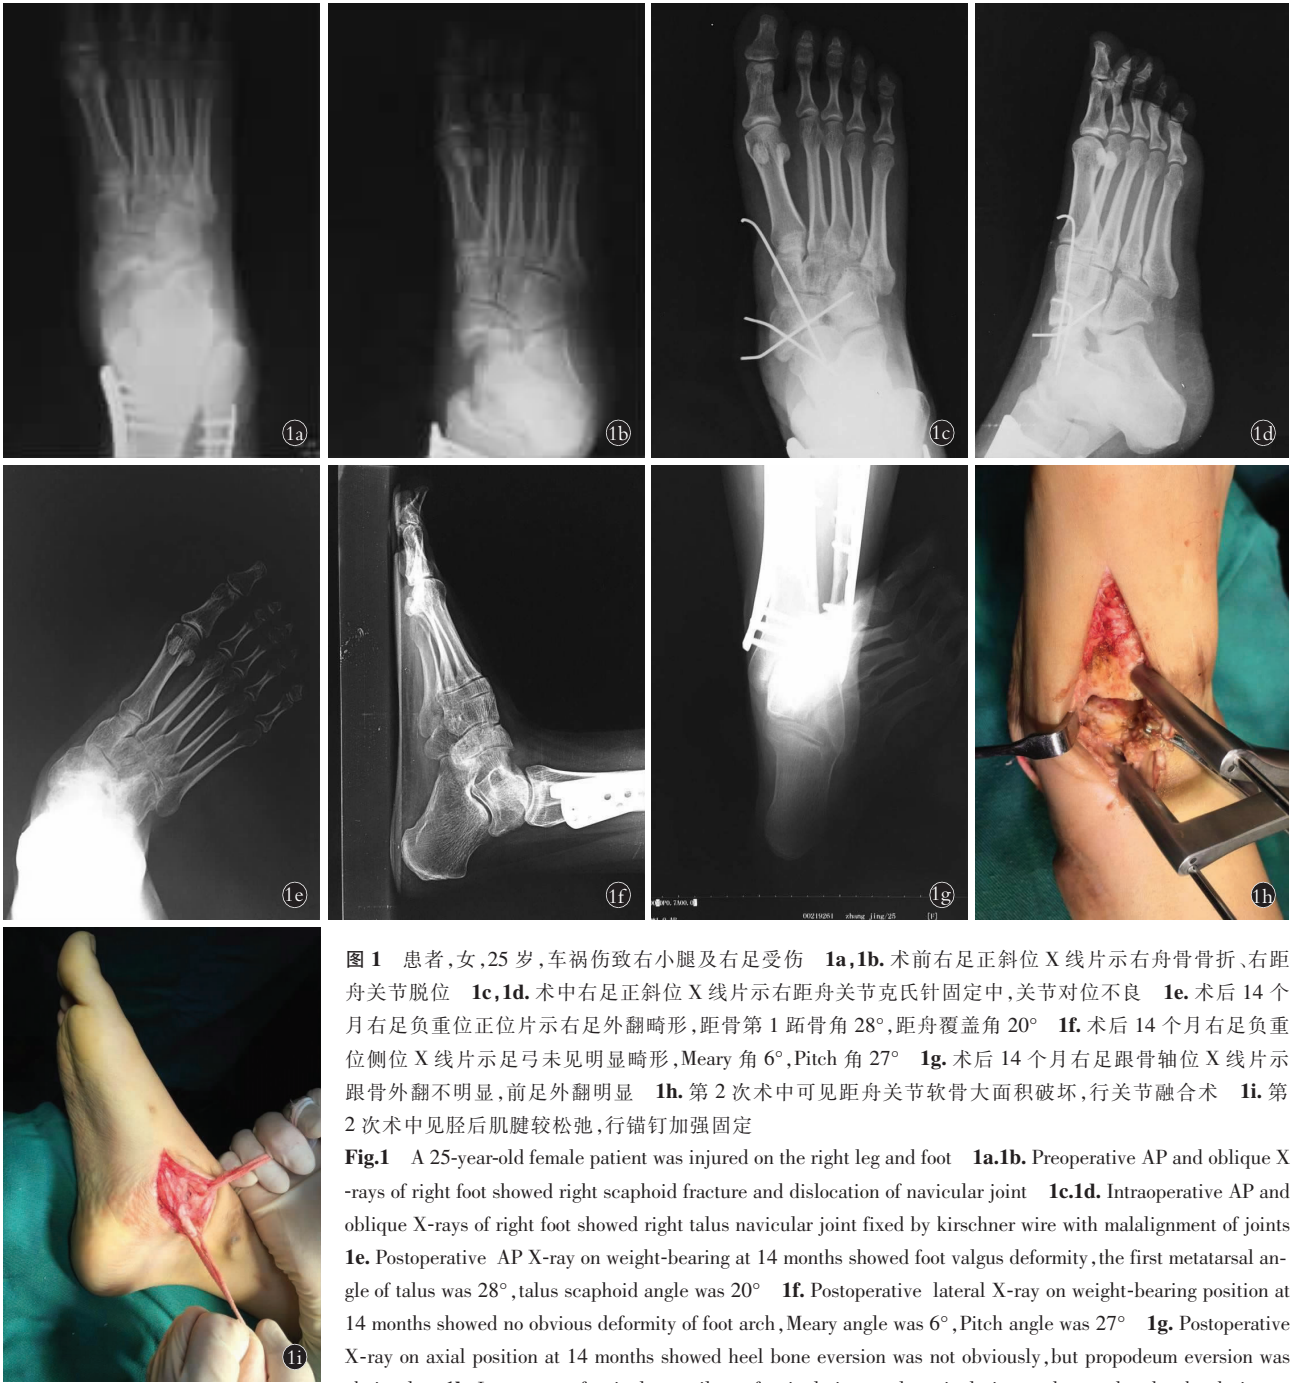 1a
1b
1c
1d
1e
1f
1g
00219261 zhang jing/25 [F]
1h
1i
图 1 患者,女,25 岁,车祸伤致右小腿及右足受伤 1a,1b. 术前右足正斜位 X 线片示右舟骨骨折、右距
舟关节脱位 1c,1d. 术中右足正斜位 X 线片示右距舟关节克氏针固定中,关节对位不良 1e. 术后 14 个
月右足负重位正位片示右足外翻畸形,距骨第 1 跖骨角 28°,距舟覆盖角 20° 1f. 术后 14 个月右足负重
位侧位 X 线片示足弓未见明显畸形,Meary 角 6°,Pitch 角 27° 1g. 术后 14 个月右足跟骨轴位 X 线片示
跟骨外翻不明显,前足外翻明显 1h. 第 2 次术中可见距舟关节软骨大面积破坏,行关节融合术 1i. 第
2 次术中见胫后肌腱较松弛,行锚钉加强固定
Fig.1 A 25-year-old female patient was injured on the right leg and foot 1a.1b. Preoperative AP and oblique X
-rays of right foot showed right scaphoid fracture and dislocation of navicular joint 1c.1d. Intraoperative AP and
oblique X-rays of right foot showed right talus navicular joint fixed by kirschner wire with malalignment of joints
1e. Postoperative AP X-ray on weight-bearing at 14 months showed foot valgus deformity,the first metatarsal an-
gle of talus was 28°,talus scaphoid angle was 20° 1f. Postoperative lateral X-ray on weight-bearing position at
14 months showed no obvious deformity of foot arch,Meary angle was 6°,Pitch angle was 27° 1g. Postoperative
X-ray on axial position at 14 months showed heel bone eversion was not obviously,but propodeum eversion was